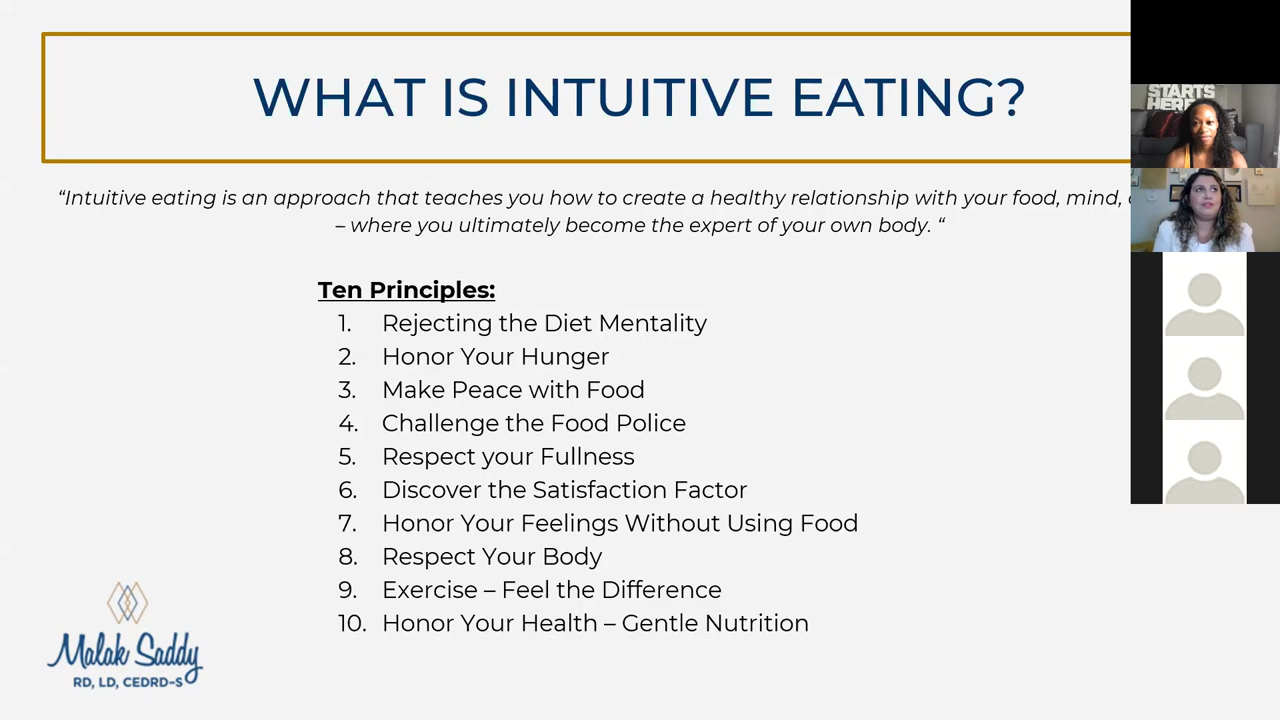 WHAT IS INTUITIVE EATING?
“Intuitive eating is an approach that teaches you how to create a healthy relationship with your food, mind,
– where you ultimately become the expert of your own body. “
Ten Principles:
1. Rejecting the Diet Mentality
2. Honor Your Hunger
3. Make Peace with Food
4. Challenge the Food Police
5. Respect your Fullness
6. Discover the Satisfaction Factor
7. Honor Your Feelings Without Using Food
8. Respect Your Body
9. Exercise – Feel the Difference
10. Honor Your Health – Gentle Nutrition
Malak Saddy
RD, LD, CEDRD-S
STARTS
HERE